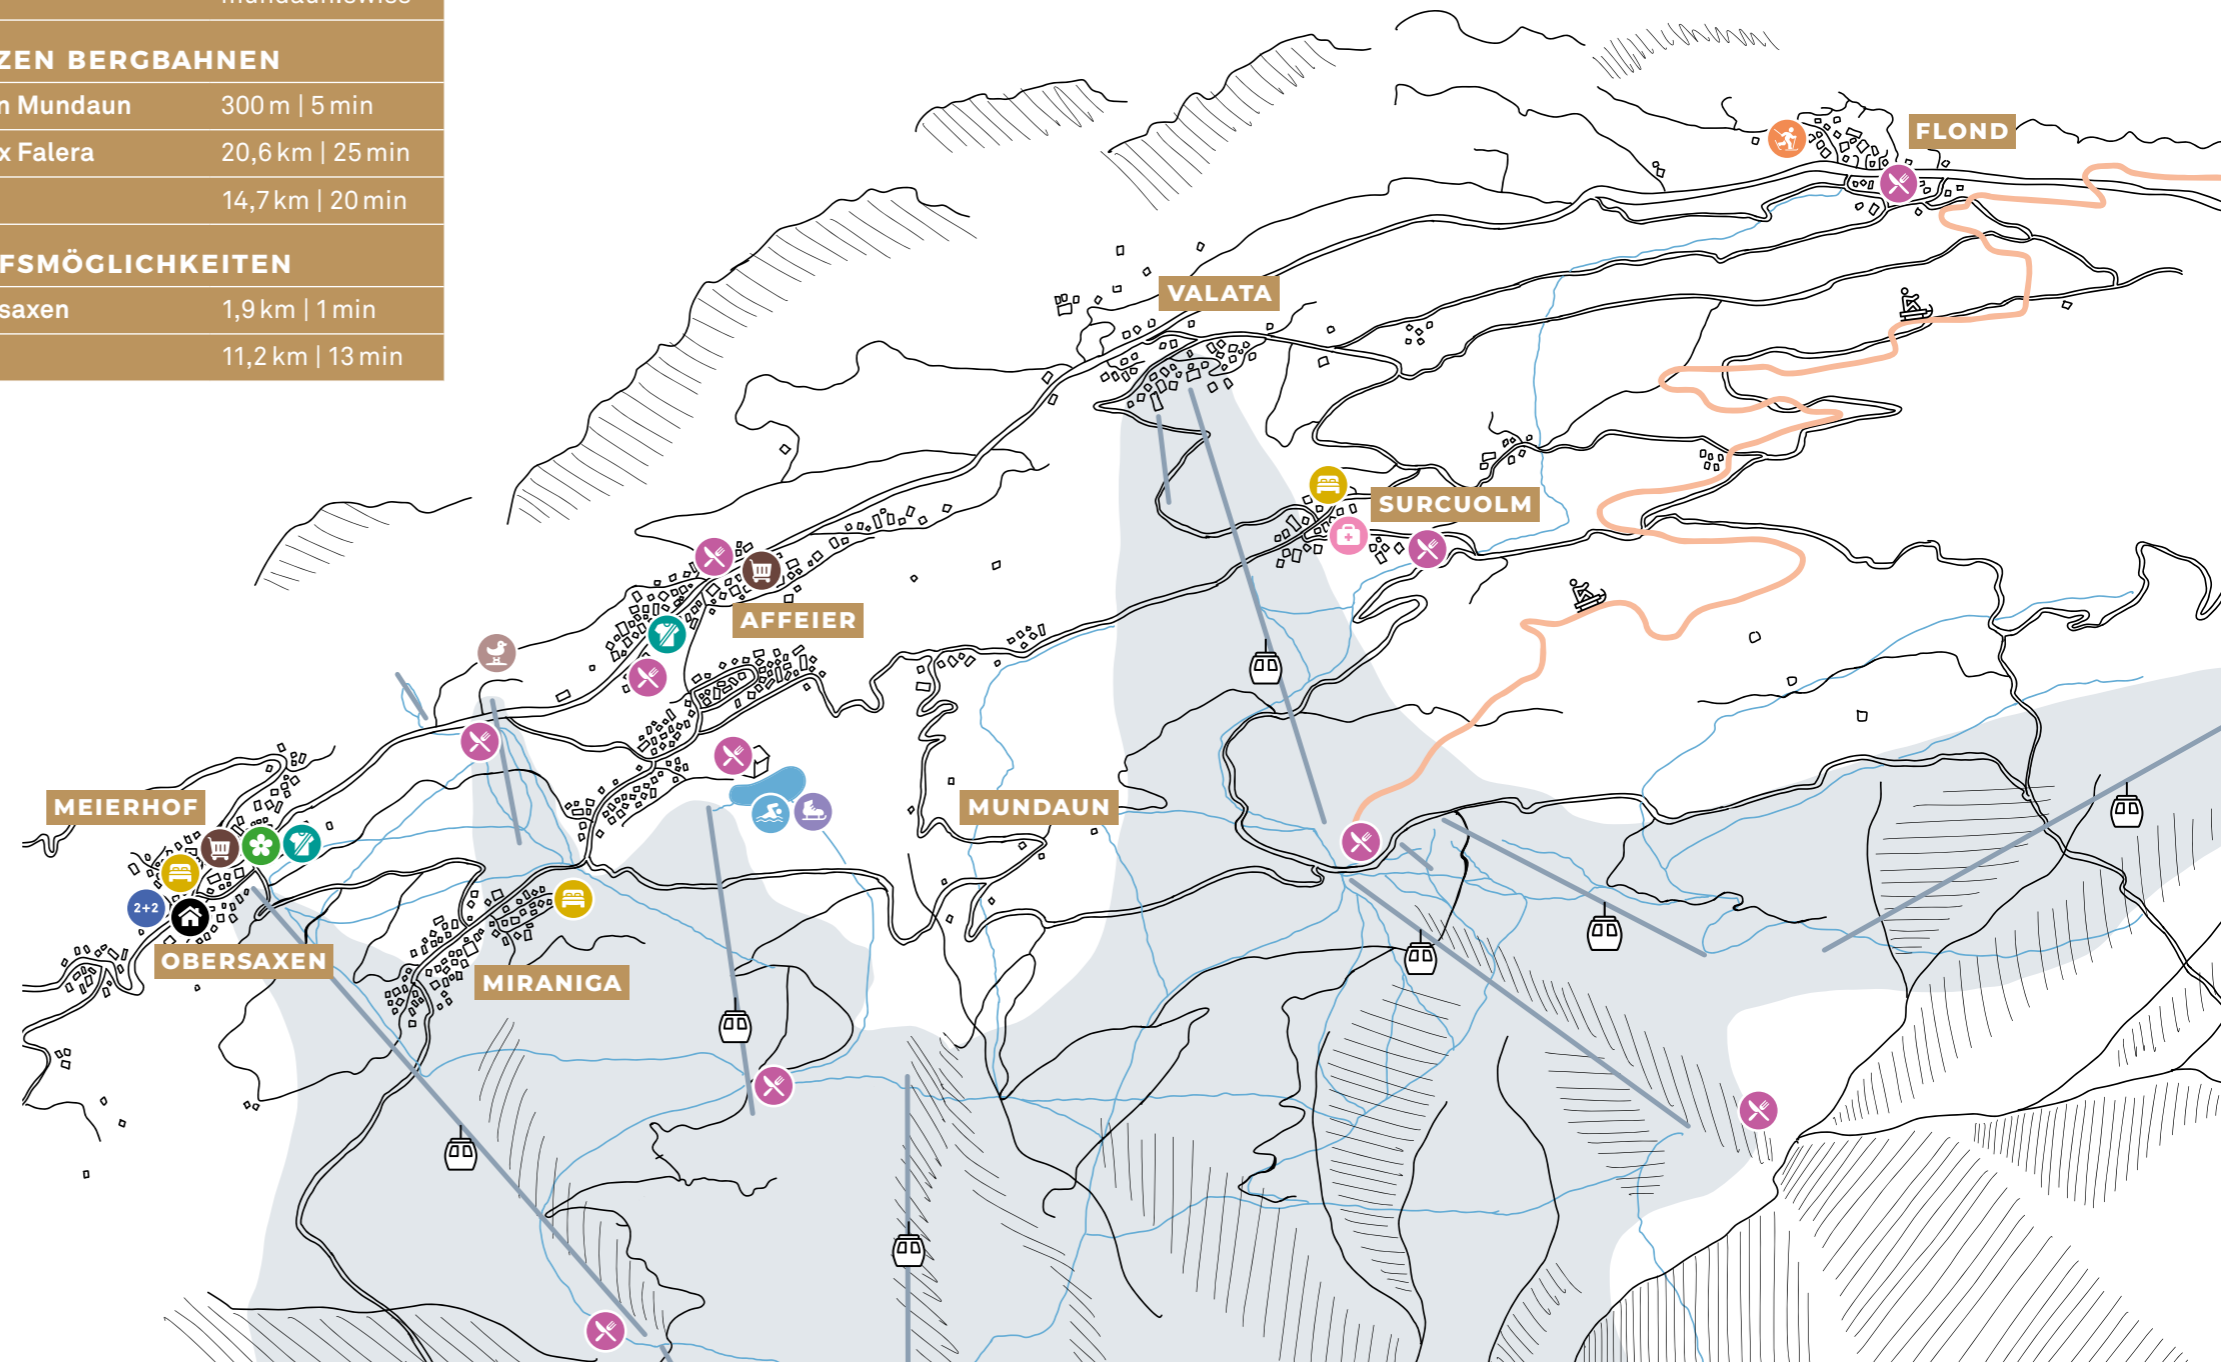 mundaun.swiss
ZEN BERGBAHNEN
n Mundaun 300 m | 5 min
x Falera 20,6 km | 25 min
14,7 km | 20 min
FSMÖGLICHKEITEN
saxen 1,9 km | 1 min
11,2 km | 13 min
FLOND
VALATA
SURCUOLM
AFFEIER
MEIERHOF
MUNDAUN
2+2
OBERSAXEN
MIRANIGA